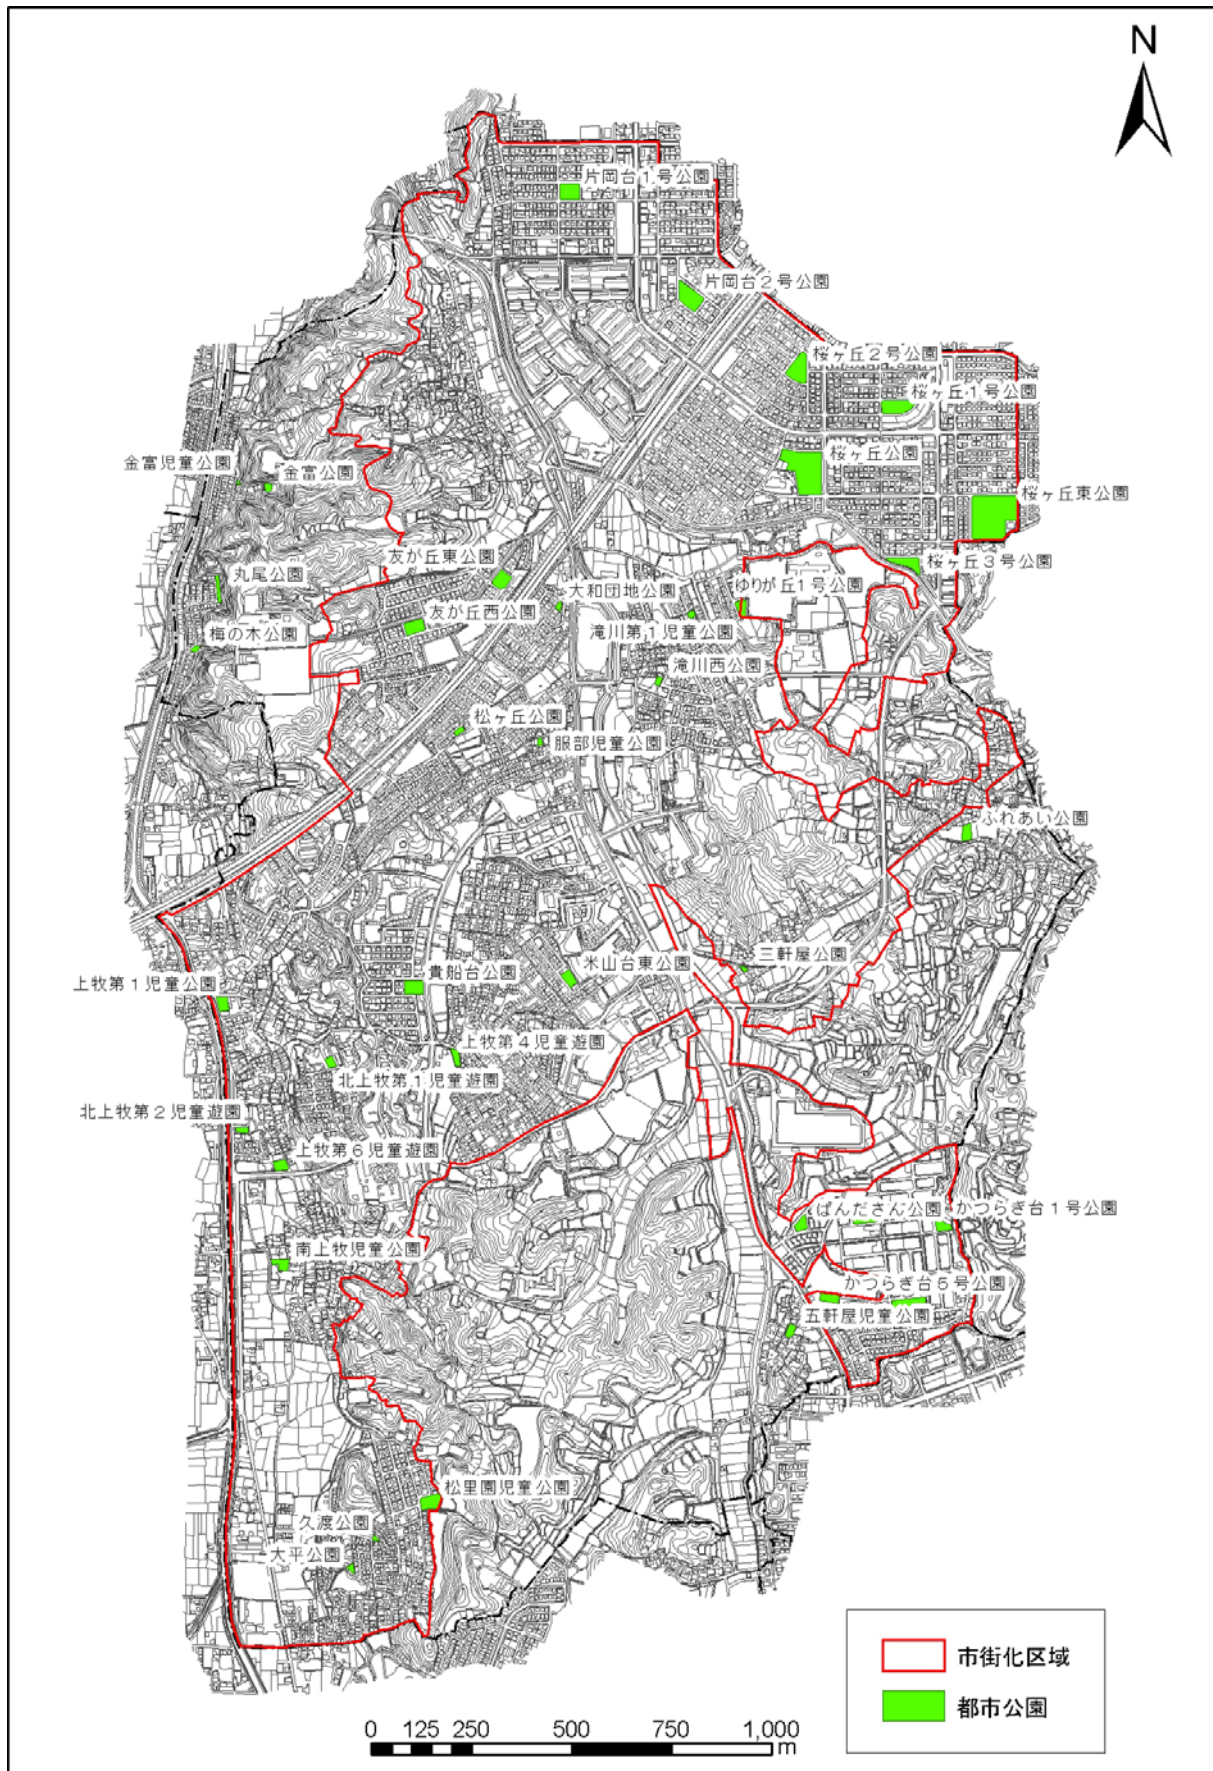 N
片岡台1号公園
片岡台2号公園
桜ヶ丘2号公園
桜ヶ丘1号公園
桜ヶ丘公園
金富児童公園
金富公園
桜ヶ丘東公園
友が丘東公園
桜ヶ丘3号公園
丸尾公園
大和団地公園
ゆりが丘1号公園
友が丘西公園
梅の木公園
滝川第1児童公園
滝川西公園
松ヶ丘公園
服部児童公園
ふれあい公園
三軒屋公園
米山台東公園
貴船台公園
上牧第1児童公園
上牧第4児童遊園
北上牧第1児童遊園
北上牧第2児童遊園
上牧第6児童遊園
ぱんださん公園
かつらぎ台1号公園
南上牧児童公園
かつらぎ台5号公園
五軒屋児童公園
松里園児童公園
久渡公園
大平公園
市街化区域
都市公園
0 125 250 500 750 1,000
m